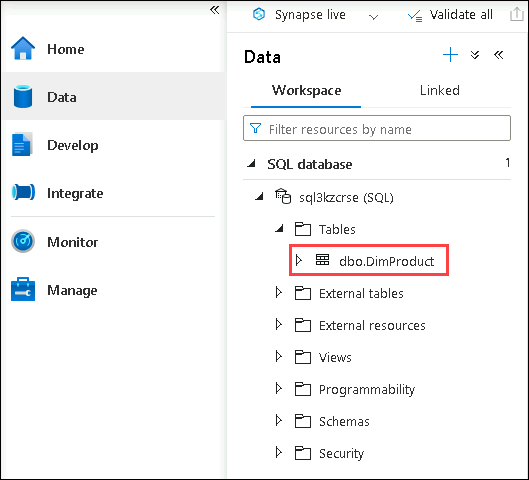 «
Synapse live
Validate all
Home
Data
Develop
Integrate
Monitor
Manage
Data
+
«
Workspace
Linked
Filter resources by name
SQL database
1
sql3kzcrse (SQL)
Tables
dbo.DimProduct
External tables
External resources
Views
Programmability
Schemas
Security